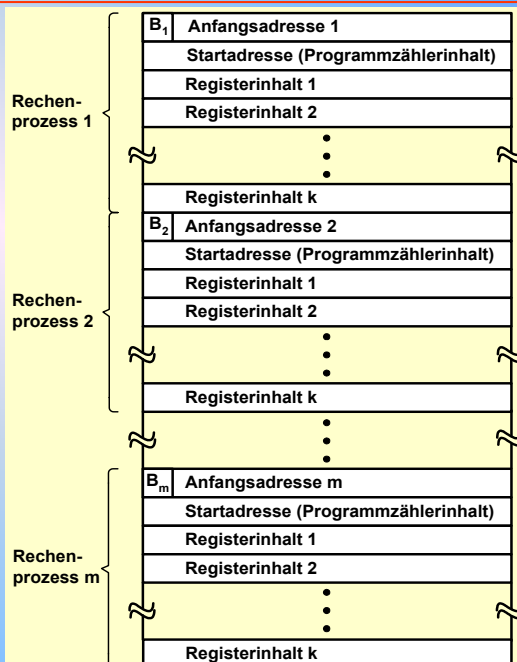 B1 Anfangsadresse 1
Startadresse (Programmzählerinhalt)
Registerinhalt 1
Registerinhalt 2
Rechen-
prozess 1
Registerinhalt k
B2 Anfangsadresse 2
Startadresse (Programmzählerinhalt)
Registerinhalt 1
Registerinhalt 2
Rechen-
prozess 2
Registerinhalt k
Bm Anfangsadresse m
Startadresse (Programmzählerinhalt)
Registerinhalt 1
Registerinhalt 2
Rechen-
prozess m
Registerinhalt k